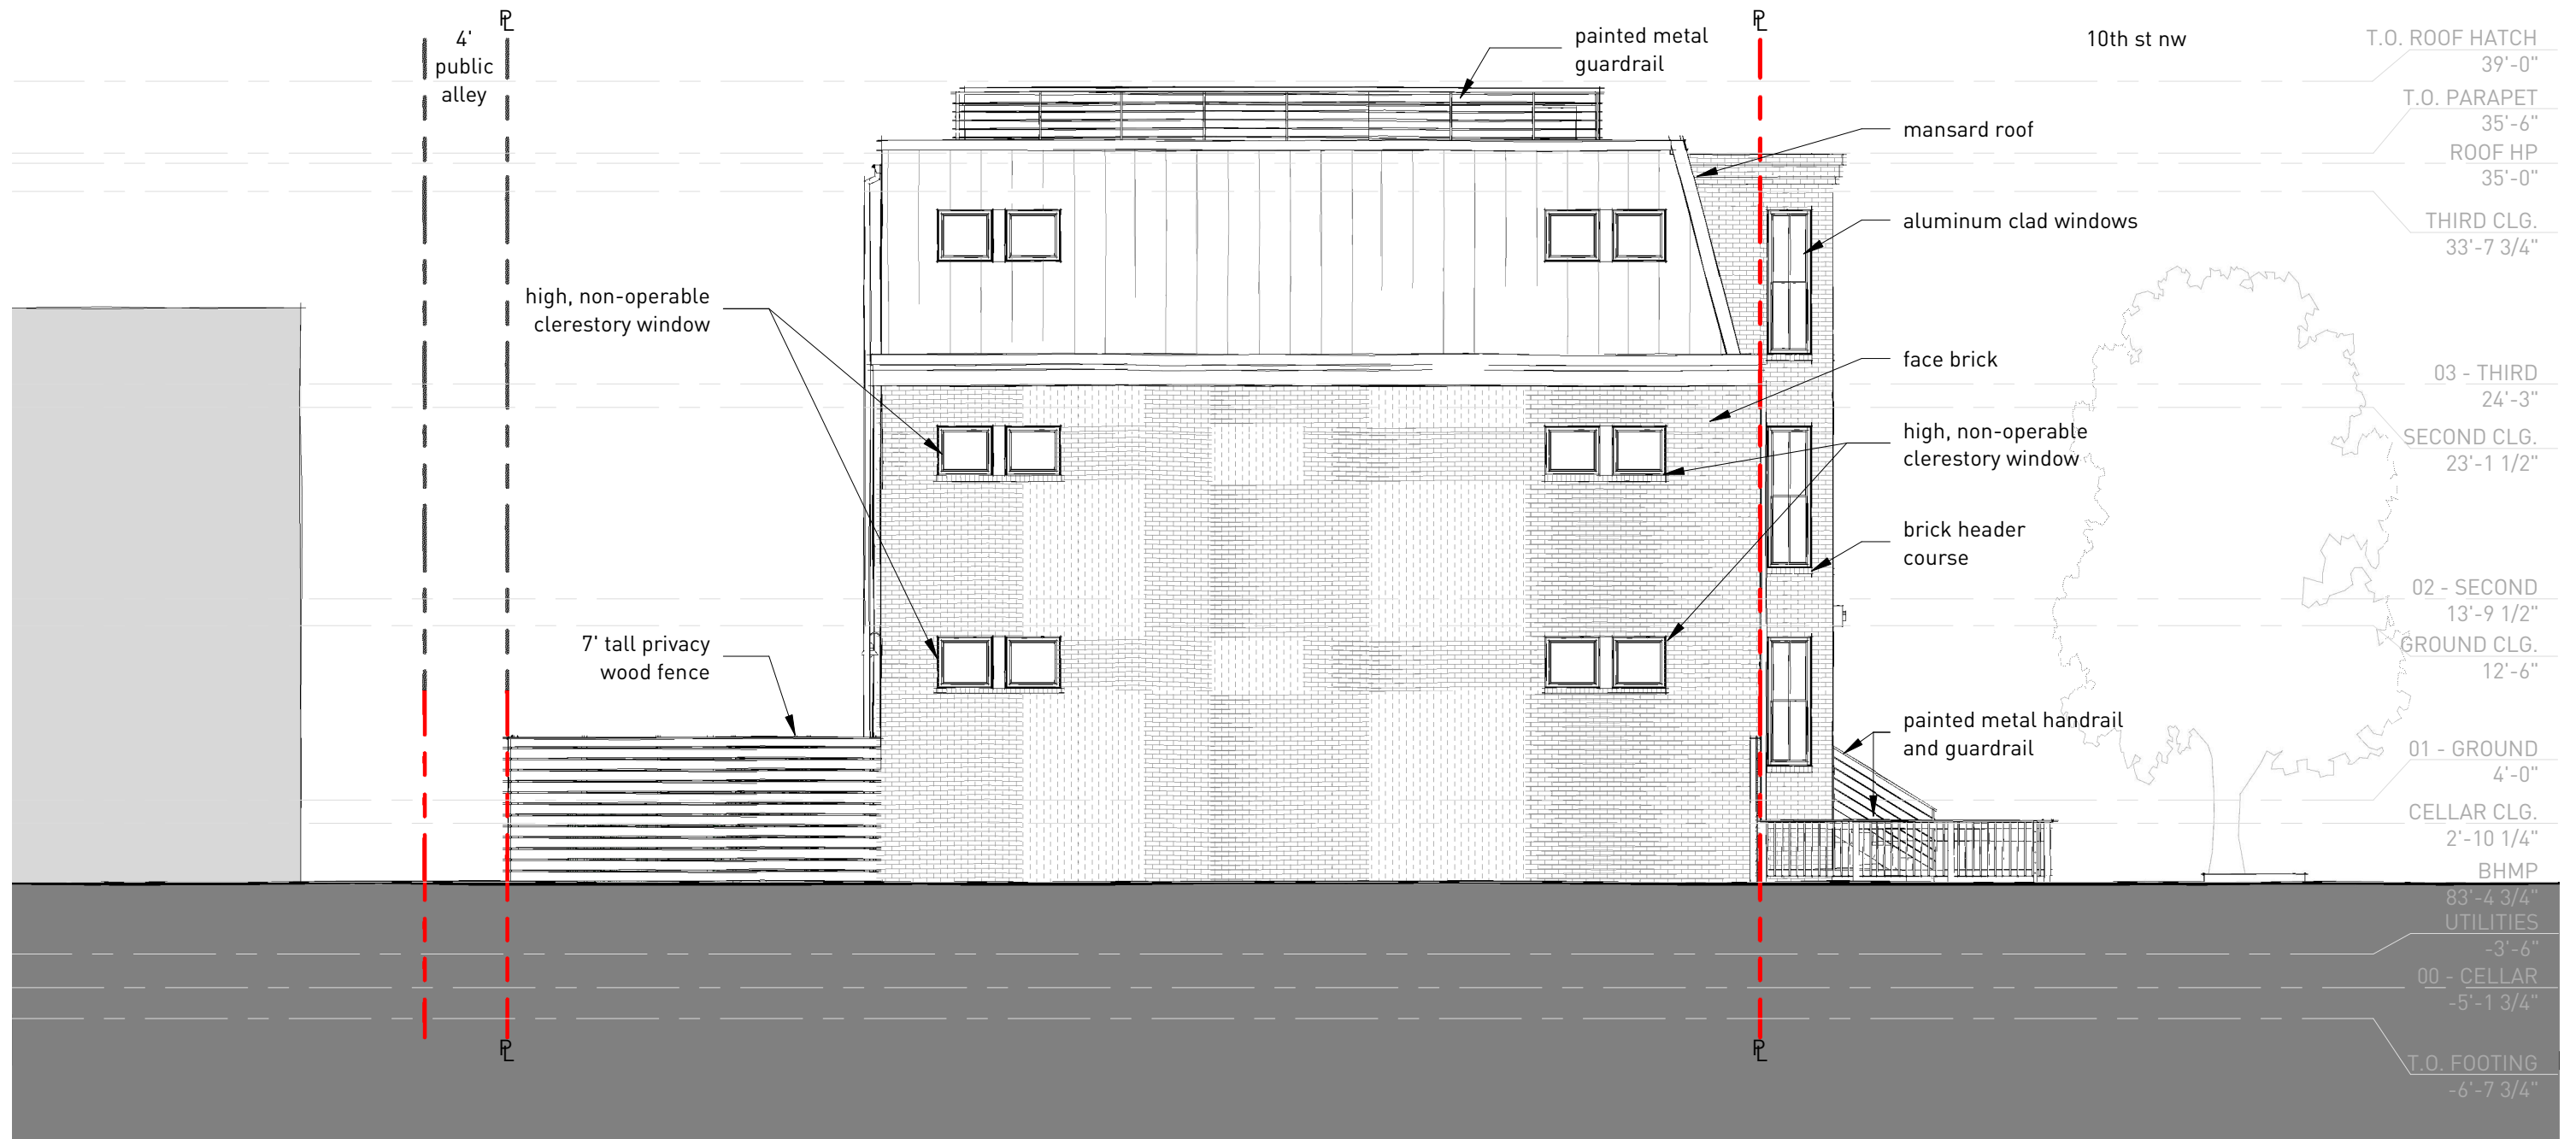 PL
4'
public
alley
painted metal
guardrail
PL
10th st nw
T.O. ROOF HATCH
39'-0"
T.O. PARAPET
35'-6"
ROOF HP
35'-0"
mansard roof
aluminum clad windows
THIRD CLG.
33'-7 3/4"
high, non-operable
clerestory window
face brick
03 - THIRD
24'-3"
high, non-operable
clerestory window
SECOND CLG.
23'-1 1/2"
brick header
course
02 - SECOND
13'-9 1/2"
7' tall privacy
wood fence
GROUND CLG.
12'-6"
painted metal handrail
and guardrail
01 - GROUND
4'-0"
CELLAR CLG.
2'-10 1/4"
BHMP
83'-4 3/4"
UTILITIES
-3'-6"
00 - CELLAR
-5'-1 3/4"
PL
PL
T.O. FOOTING
-6'-7 3/4"